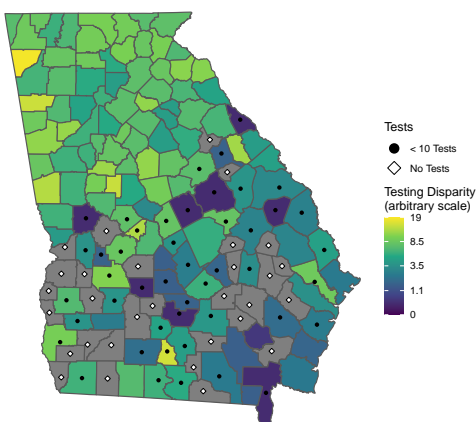 Tests
< 10 Tests
No Tests
Testing Disparity
(arbitrary scale)
19
8.5
3.5
1.1
0